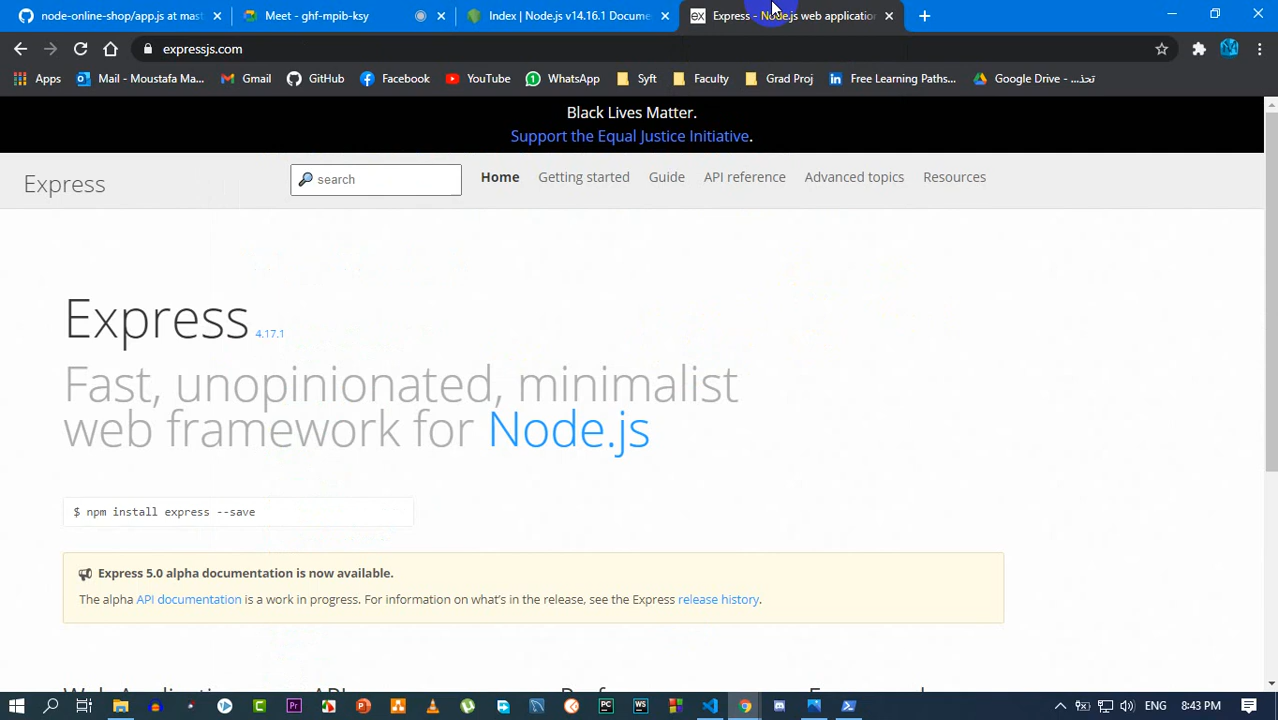 node-online-shop/app.js at mast
Meet - ghf-mpib-ksy
Index | Node.js v14.16.1 Docume
Express - Node.js web application
expressjs.com
Apps
Mail - Moustafa Ma...
Gmail
GitHub
Facebook
YouTube
WhatsApp
Syft
Faculty
Grad Proj
Free Learning Paths...
Google Drive - تخذ...
Black Lives Matter.
Support the Equal Justice Initiative.
Express
search
Home
Getting started
Guide
API reference
Advanced topics
Resources
Express 4.17.1
Fast, unopinionated, minimalist
web framework for Node.js
$ npm install express --save
Express 5.0 alpha documentation is now available.
The alpha API documentation is a work in progress. For information on what's in the release, see the Express release history.
ENG
8:43 PM